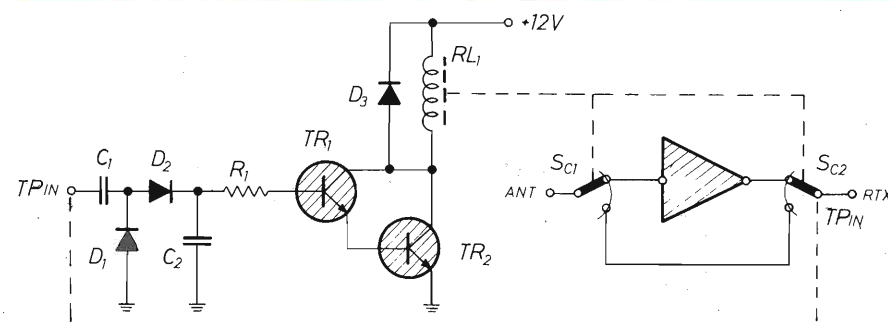 +12V
RL1
D3
TR1
C1
D2
R1
TPIN
D1
C2
TR2
SC1
SC2
ANT
RTX
TPIN